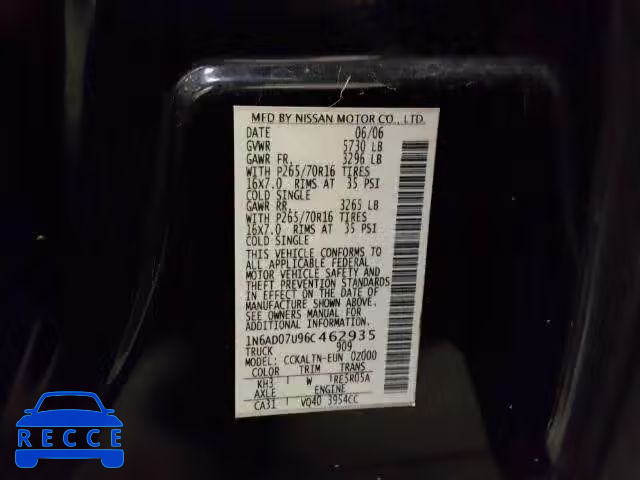 MFD BY NISSAN MOTOR CO., LTD.
DATE 06/06
GVWR 5730 LB
GAWR FR, 3296 LB
WITH P265/70R16 TIRES
16X7.0 RIMS AT 35 PSI
COLD SINGLE
GAWR RR, 3265 LB
WITH P265/70R16 TIRES
16X7.0 RIMS AT 35 PSI
COLD SINGLE
THIS VEHICLE CONFORMS TO
ALL APPLICABLE FEDERAL
MOTOR VEHICLE SAFETY AND
THEFT PREVENTION STANDARDS
IN EFFECT ON THE DATE OF
MANUFACTURE SHOWN ABOVE.
SEE OWNERS MANUAL FOR
ADDITIONAL INFORMATION
1N6AD07U96C462935
TRUCK 909
MODEL: CCKALTN-EUN 0Z000
COLOR TRIM TRANS
KH3 W RE5R05A
AXLE ENGINE
CA31 VQ40 3954CC
RECCE